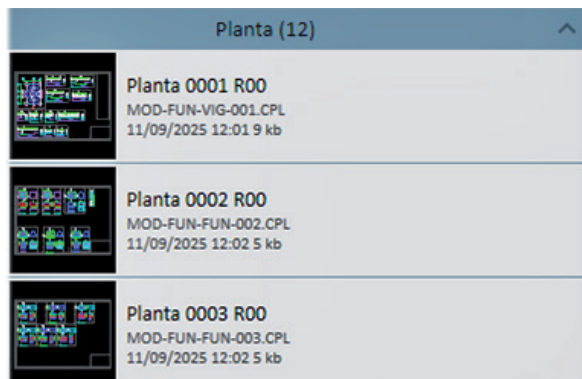 Planta (12)
Planta 0001 R00
MOD-FUN-VIG-001.CPL
11/09/2025 12:01 9 kb
Planta 0002 R00
MOD-FUN-FUN-002.CPL
11/09/2025 12:02 5 kb
Planta 0003 R00
MOD-FUN-FUN-003.CPL
11/09/2025 12:02 5 kb